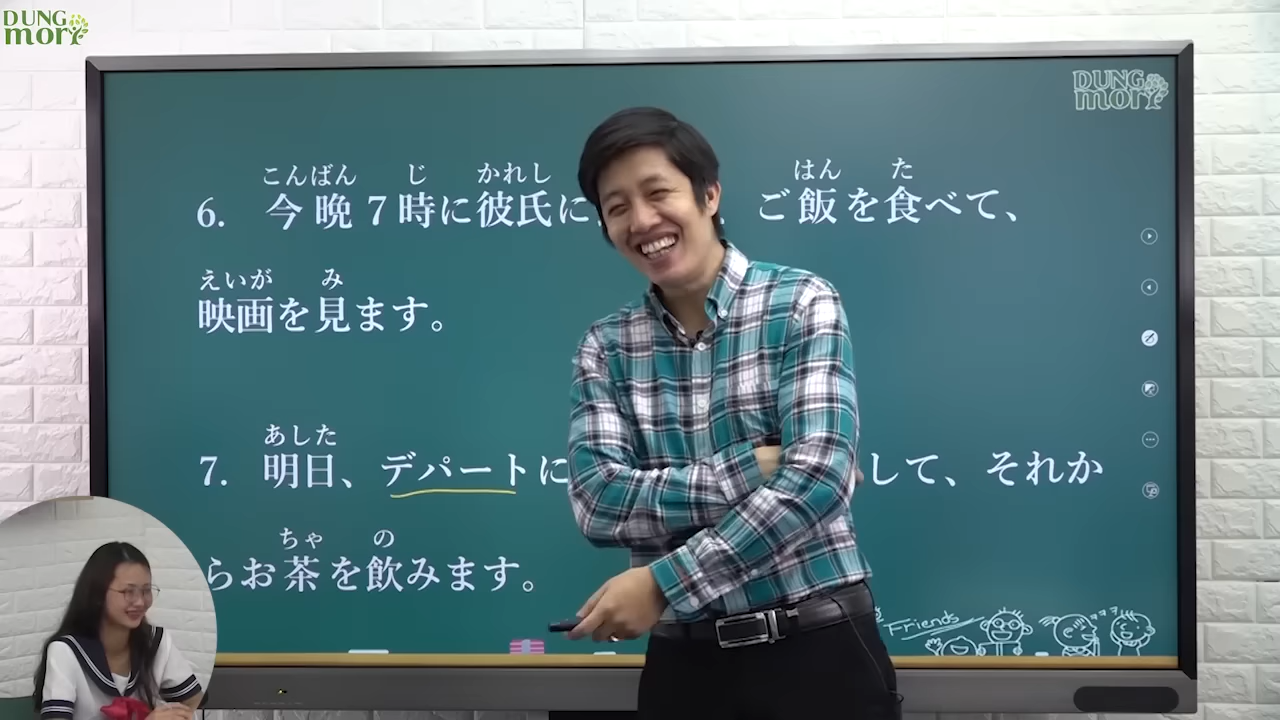 DUNG
mori
DUNG
mori
こんばん じ かれし はん た
6. 今晩7時に彼氏に ご飯を食べて、
えいが み
映画を見ます。
あした
7. 明日、デパートに して、それか
ちゃ の
らお茶を飲みます。
Friends